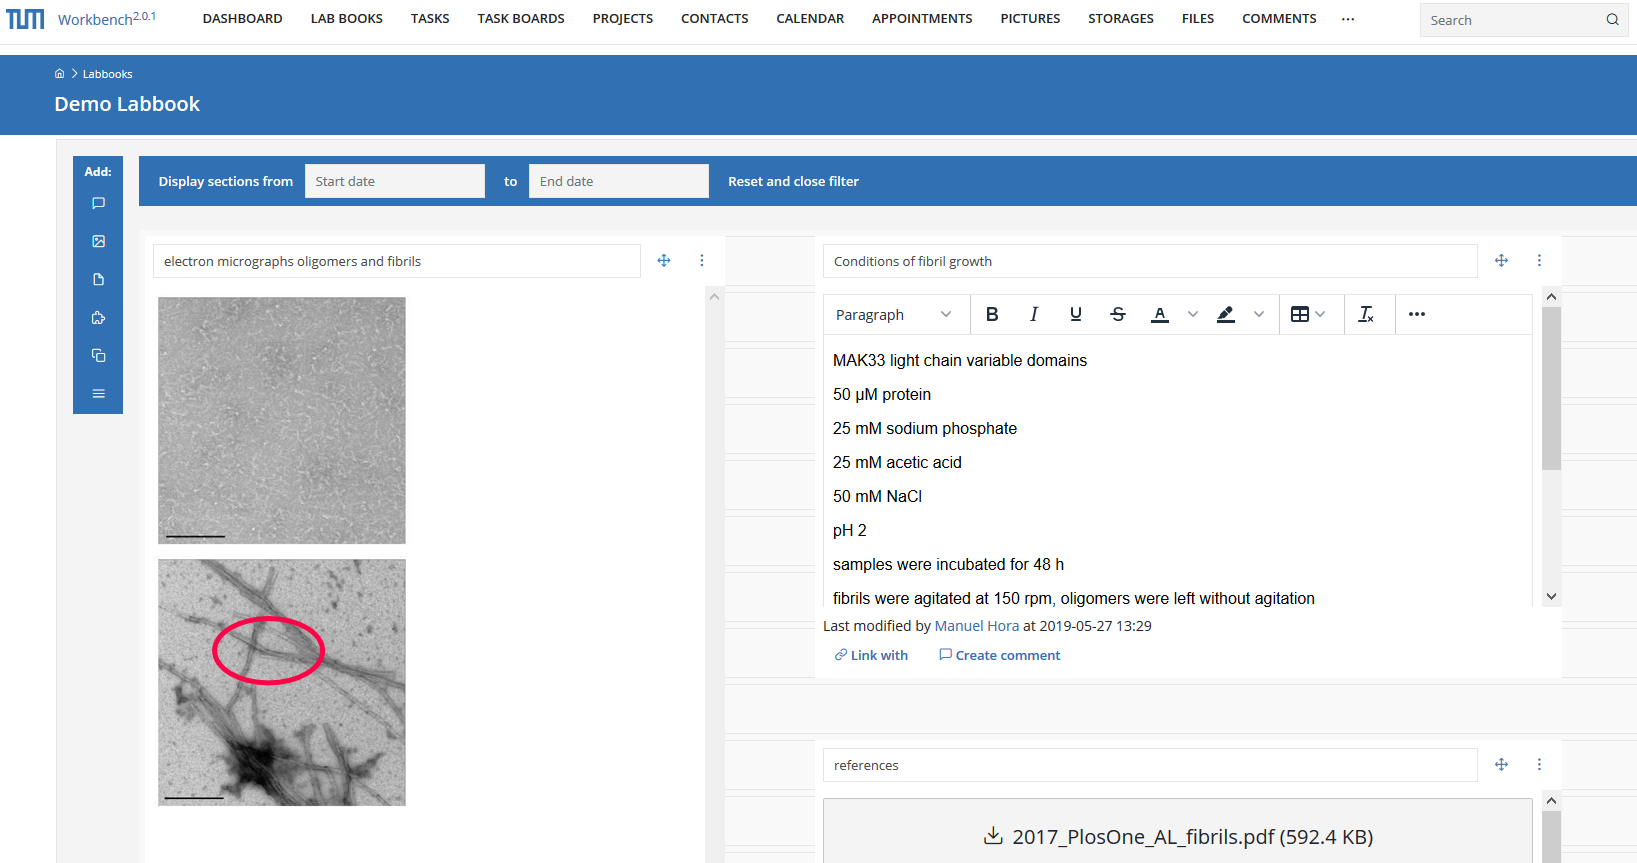 TUM Workbench2.0.1 DASHBOARD LAB BOOKS TASKS TASK BOARDS PROJECTS CONTACTS CALENDAR APPOINTMENTS PICTURES STORAGES FILES COMMENTS ... Search
Labbooks
Demo Labbook
Add:
Display sections from Start date to End date Reset and close filter
electron micrographs oligomers and fibrils
Conditions of fibril growth
Paragraph B I U S A
MAK33 light chain variable domains
50 µM protein
25 mM sodium phosphate
25 mM acetic acid
50 mM NaCl
pH 2
samples were incubated for 48 h
fibrils were agitated at 150 rpm, oligomers were left without agitation
Last modified by Manuel Hora at 2019-05-27 13:29
Link with Create comment
references
2017_PlosOne_AL_fibrils.pdf (592.4 KB)